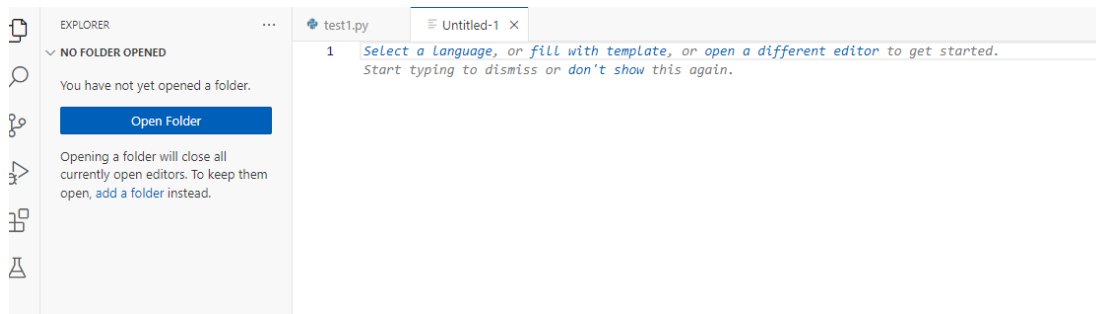 EXPLORER
NO FOLDER OPENED
You have not yet opened a folder.
Open Folder
Opening a folder will close all
currently open editors. To keep them
open, add a folder instead.
test1.py
Untitled-1
1 Select a language, or fill with template, or open a different editor to get started.
Start typing to dismiss or don't show this again.